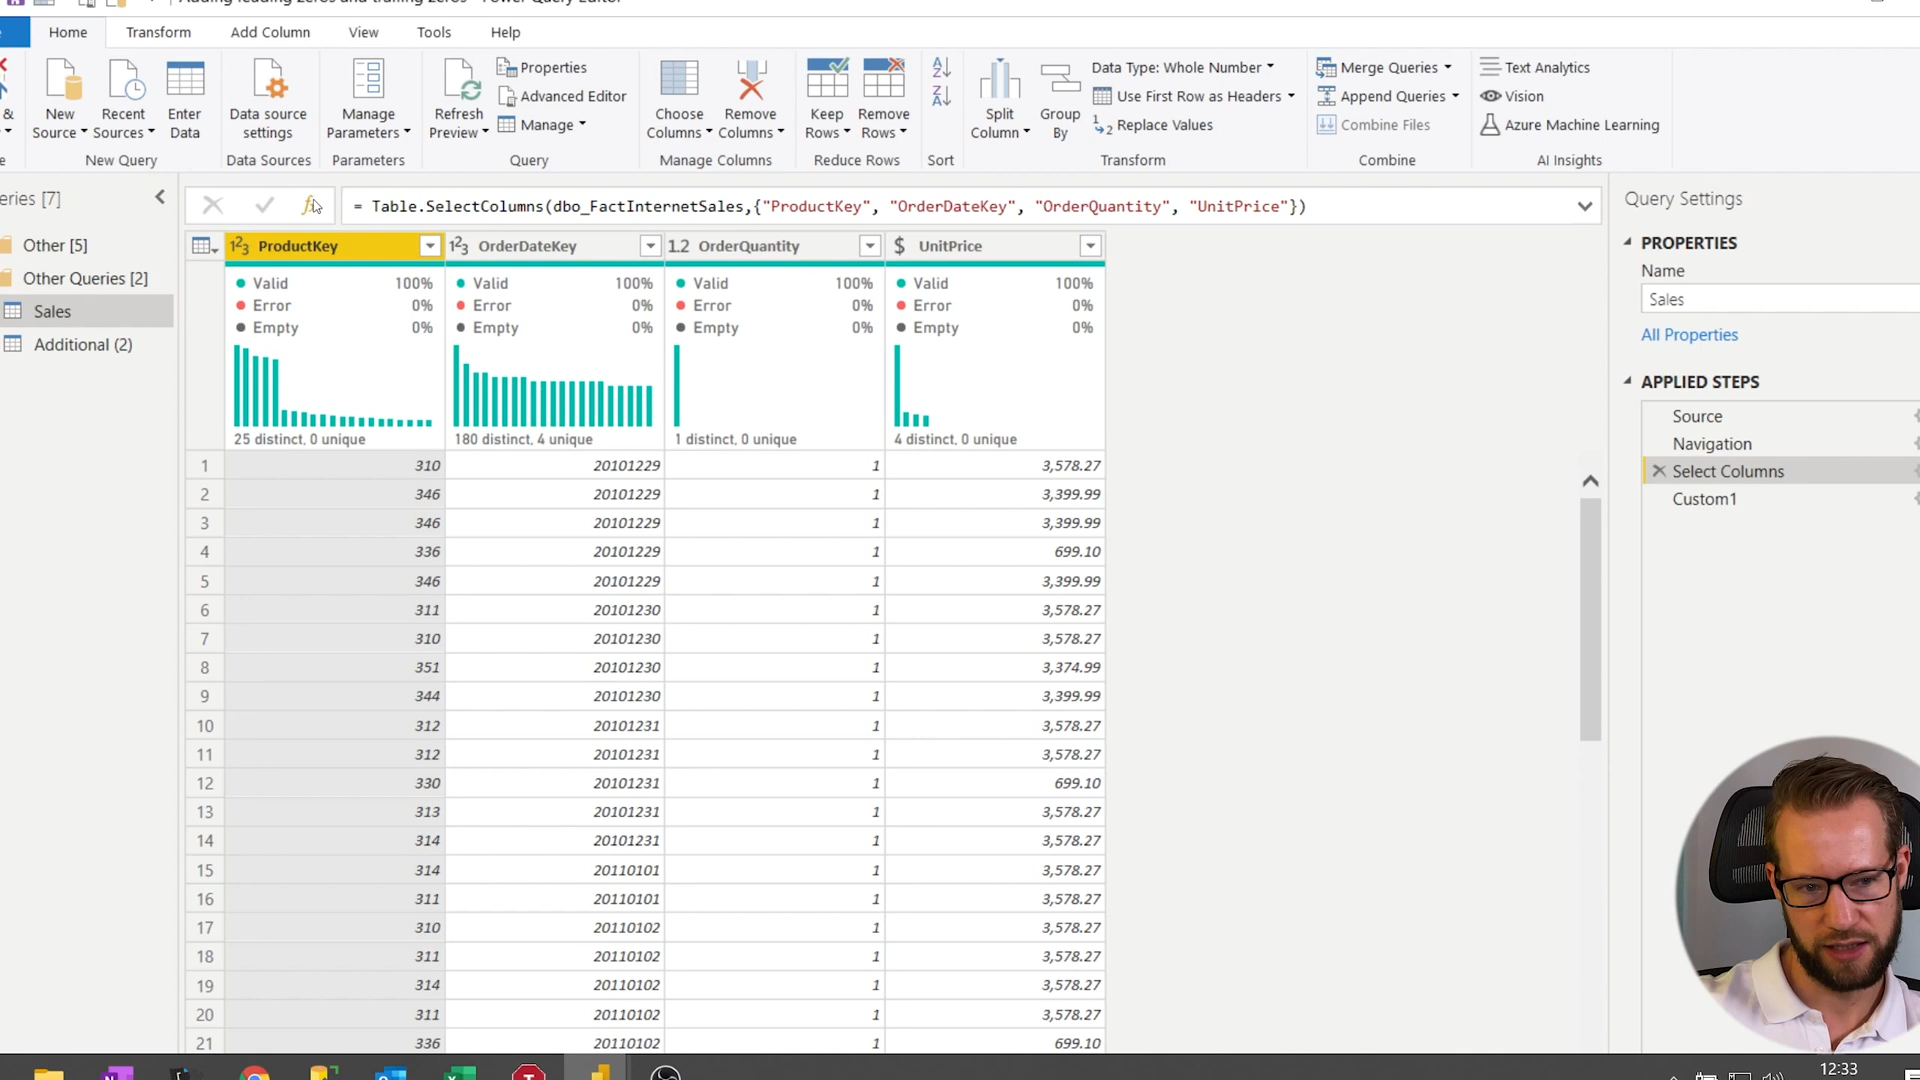 Adding leading zeros and trailing zeros - Power Query Editor
Home Transform Add Column View Tools Help
&
New Source
Recent Sources
Enter Data
New Query
Data source settings
Data Sources
Manage Parameters
Parameters
Refresh Preview
Properties
Advanced Editor
Manage
Query
Choose Columns
Remove Columns
Manage Columns
Keep Rows
Remove Rows
Reduce Rows
Sort
Split Column
Group By
Data Type: Whole Number
Use First Row as Headers
Replace Values
Transform
Merge Queries
Append Queries
Combine Files
Combine
Text Analytics
Vision
Azure Machine Learning
AI Insights
eries [7]
Other [5]
Other Queries [2]
Sales
Additional (2)
= Table.SelectColumns(dbo_FactInternetSales,{"ProductKey", "OrderDateKey", "OrderQuantity", "UnitPrice"})
ProductKey OrderDateKey 1.2 OrderQuantity $ UnitPrice
Valid 100% Valid 100% Valid 100% Valid 100%
Error 0% Error 0% Error 0% Error 0%
Empty 0% Empty 0% Empty 0% Empty 0%
25 distinct, 0 unique 180 distinct, 4 unique 1 distinct, 0 unique 4 distinct, 0 unique
1 310 20101229 1 3,578.27
2 346 20101229 1 3,399.99
3 346 20101229 1 3,399.99
4 336 20101229 1 699.10
5 346 20101229 1 3,399.99
6 311 20101230 1 3,578.27
7 310 20101230 1 3,578.27
8 351 20101230 1 3,374.99
9 344 20101230 1 3,399.99
10 312 20101231 1 3,578.27
11 312 20101231 1 3,578.27
12 330 20101231 1 699.10
13 313 20101231 1 3,578.27
14 314 20101231 1 3,578.27
15 314 20110101 1 3,578.27
16 311 20110101 1 3,578.27
17 310 20110102 1 3,578.27
18 311 20110102 1 3,578.27
19 314 20110102 1 3,578.27
20 311 20110102 1 3,578.27
21 336 20110102 1 699.10
Query Settings
PROPERTIES
Name
Sales
All Properties
APPLIED STEPS
Source
Navigation
Select Columns
Custom1
12:33